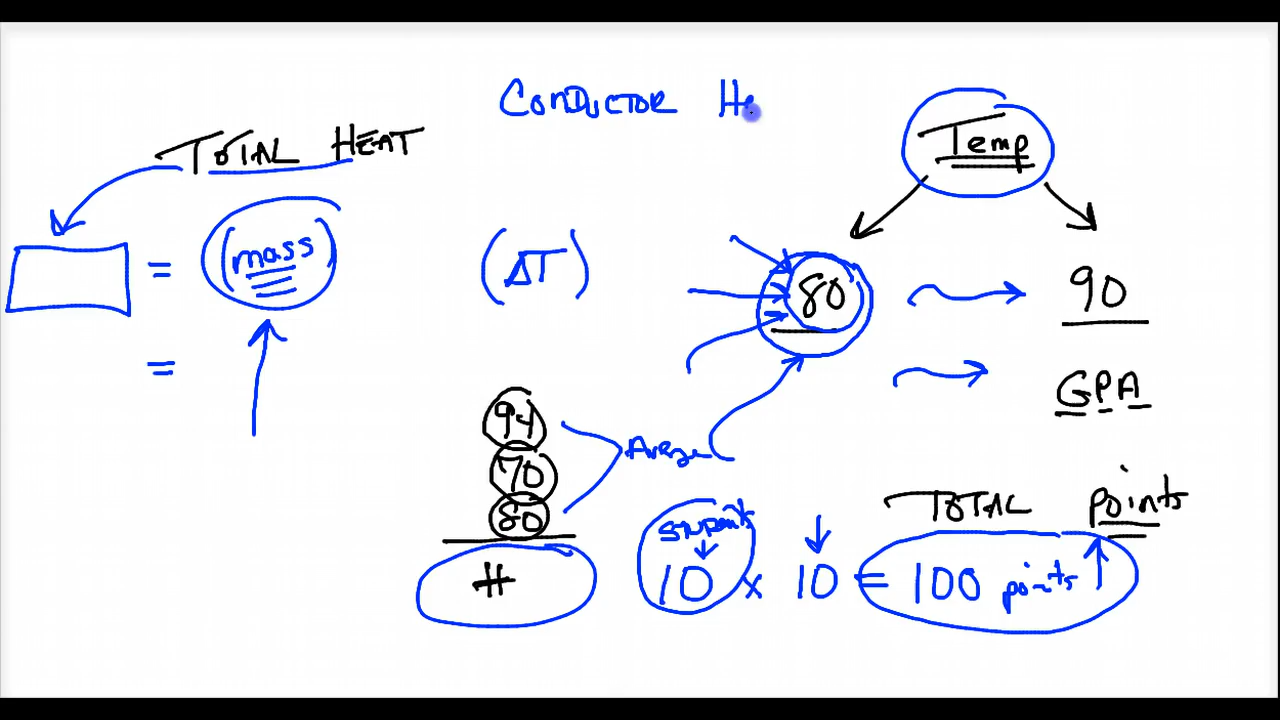 CONDUCTOR He
TOTAL HEAT
Temp
= (mass) (ΔT)
80
90
=
GPA
94
70
80
TOTAL points
students
# 10 x 10 = 100 points